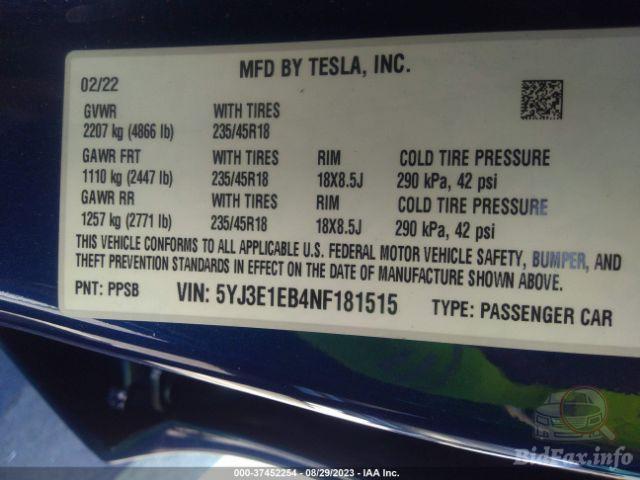 MFD BY TESLA, INC.
02/22
GVWR WITH TIRES
2207 kg (4866 lb) 235/45R18
GAWR FRT WITH TIRES RIM COLD TIRE PRESSURE
1110 kg (2447 lb) 235/45R18 18X8.5J 290 kPa, 42 psi
GAWR RR WITH TIRES RIM COLD TIRE PRESSURE
1257 kg (2771 lb) 235/45R18 18X8.5J 290 kPa, 42 psi
THIS VEHICLE CONFORMS TO ALL APPLICABLE U.S. FEDERAL MOTOR VEHICLE SAFETY, BUMPER, AND
THEFT PREVENTION STANDARDS IN EFFECT ON THE DATE OF MANUFACTURE SHOWN ABOVE.
PNT: PPSB VIN: 5YJ3E1EB4NF181515 TYPE: PASSENGER CAR
BidFax.info
000-37452254 - 08/29/2023 - IAA Inc.